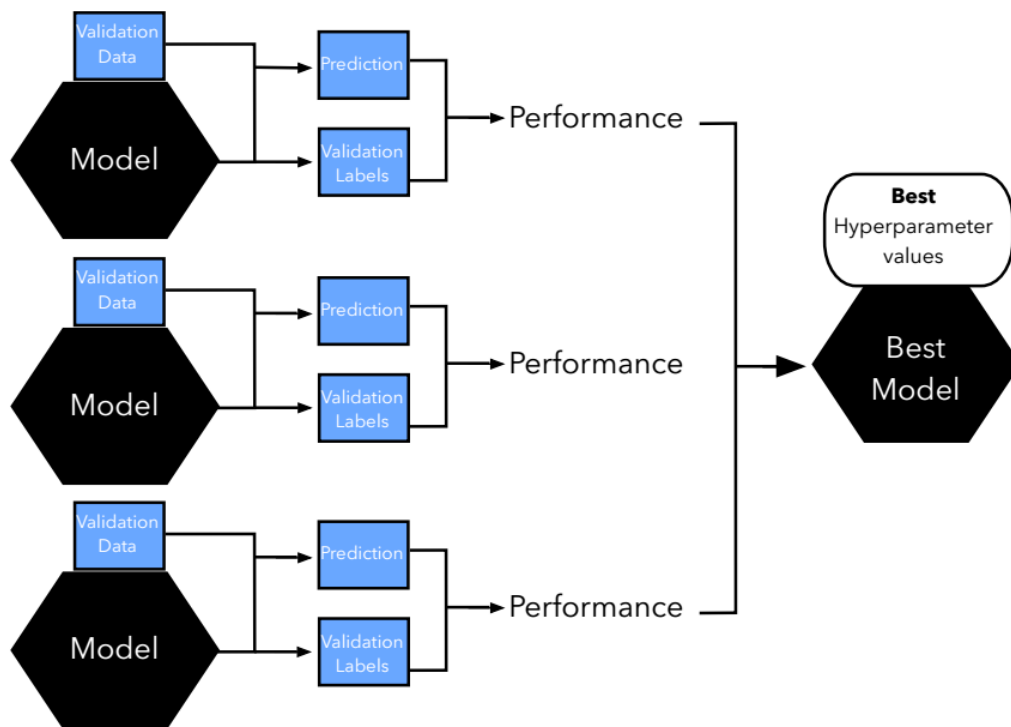 Validation
Data
Prediction
Model
Validation
Labels
Performance
Validation
Data
Prediction
Model
Validation
Labels
Performance
Validation
Data
Prediction
Model
Validation
Labels
Performance
Best
Hyperparameter
values
Best
Model